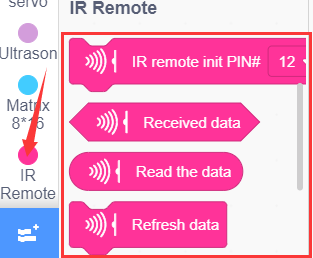 servo
IR Remote
Ultrason
Matrix
8*16
IR
Remote
IR remote init PIN# 12
Received data
Read the data
Refresh data